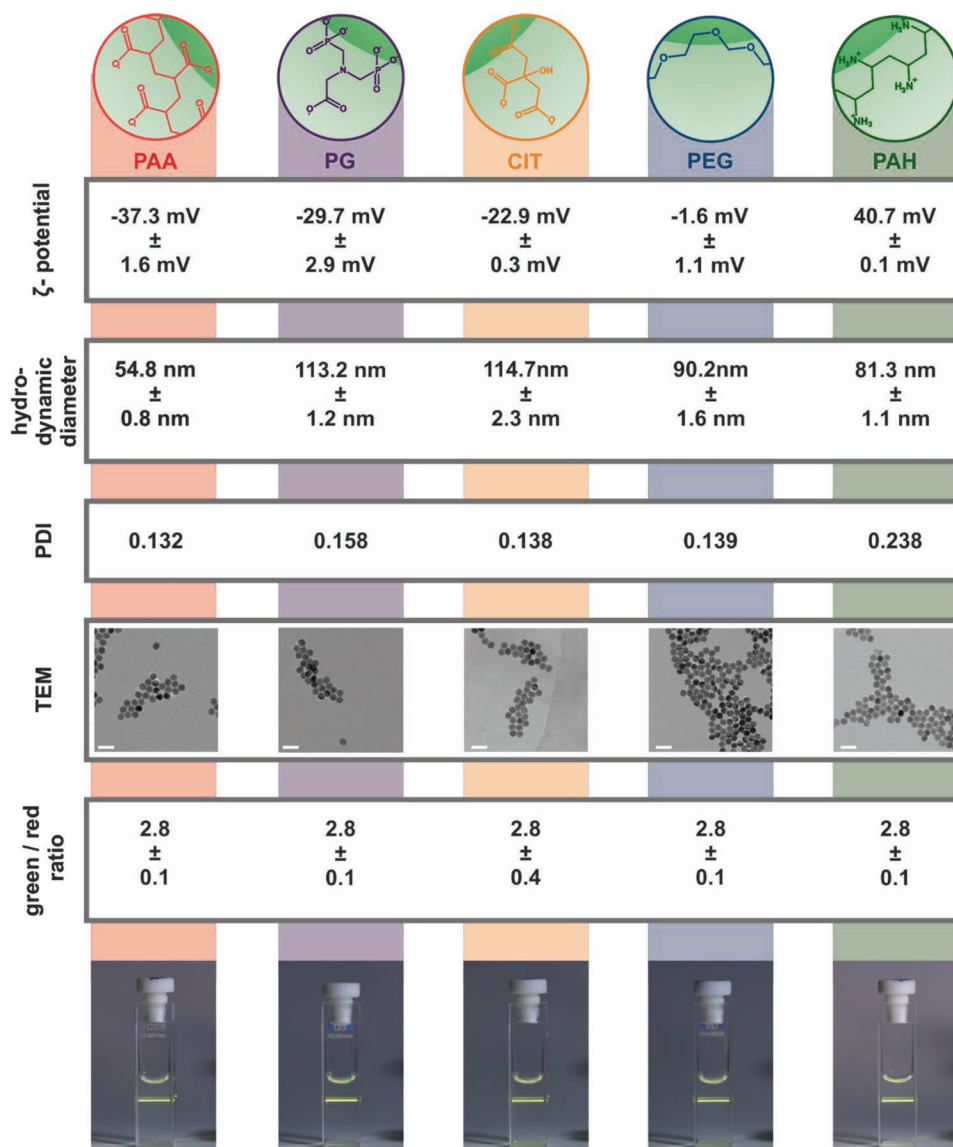 PAA PG CIT PEG PAH
ζ- potential
-37.3 mV -29.7 mV -22.9 mV -1.6 mV 40.7 mV
± ± ± ± ±
1.6 mV 2.9 mV 0.3 mV 1.1 mV 0.1 mV
hydro-
dynamic
diameter
54.8 nm 113.2 nm 114.7nm 90.2nm 81.3 nm
± ± ± ± ±
0.8 nm 1.2 nm 2.3 nm 1.6 nm 1.1 nm
PDI
0.132 0.158 0.138 0.139 0.238
TEM
green / red
ratio
2.8 2.8 2.8 2.8 2.8
± ± ± ± ±
0.1 0.1 0.4 0.1 0.1